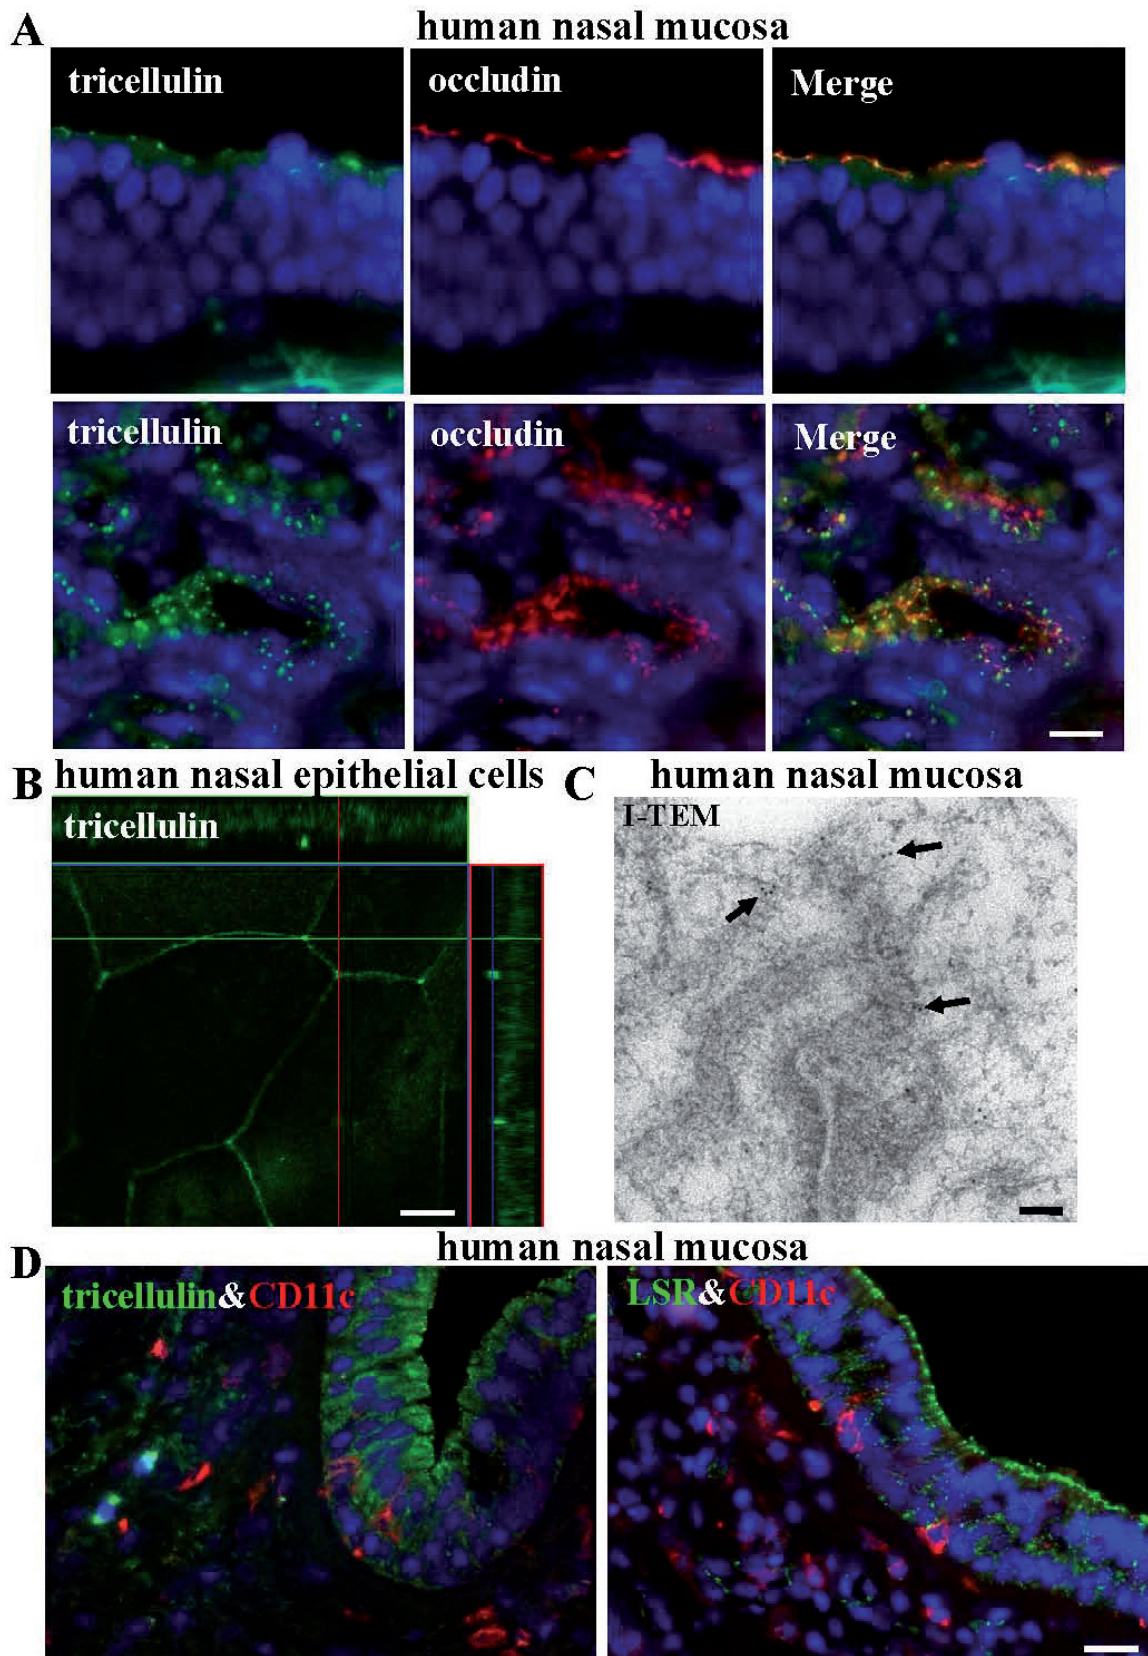 A
human nasal mucosa
tricellulin
occludin
Merge
tricellulin
occludin
Merge
B human nasal epithelial cells
tricellulin
C human nasal mucosa
I-TEM
D
human nasal mucosa
tricellulin&CD11c
LSR&CD11c